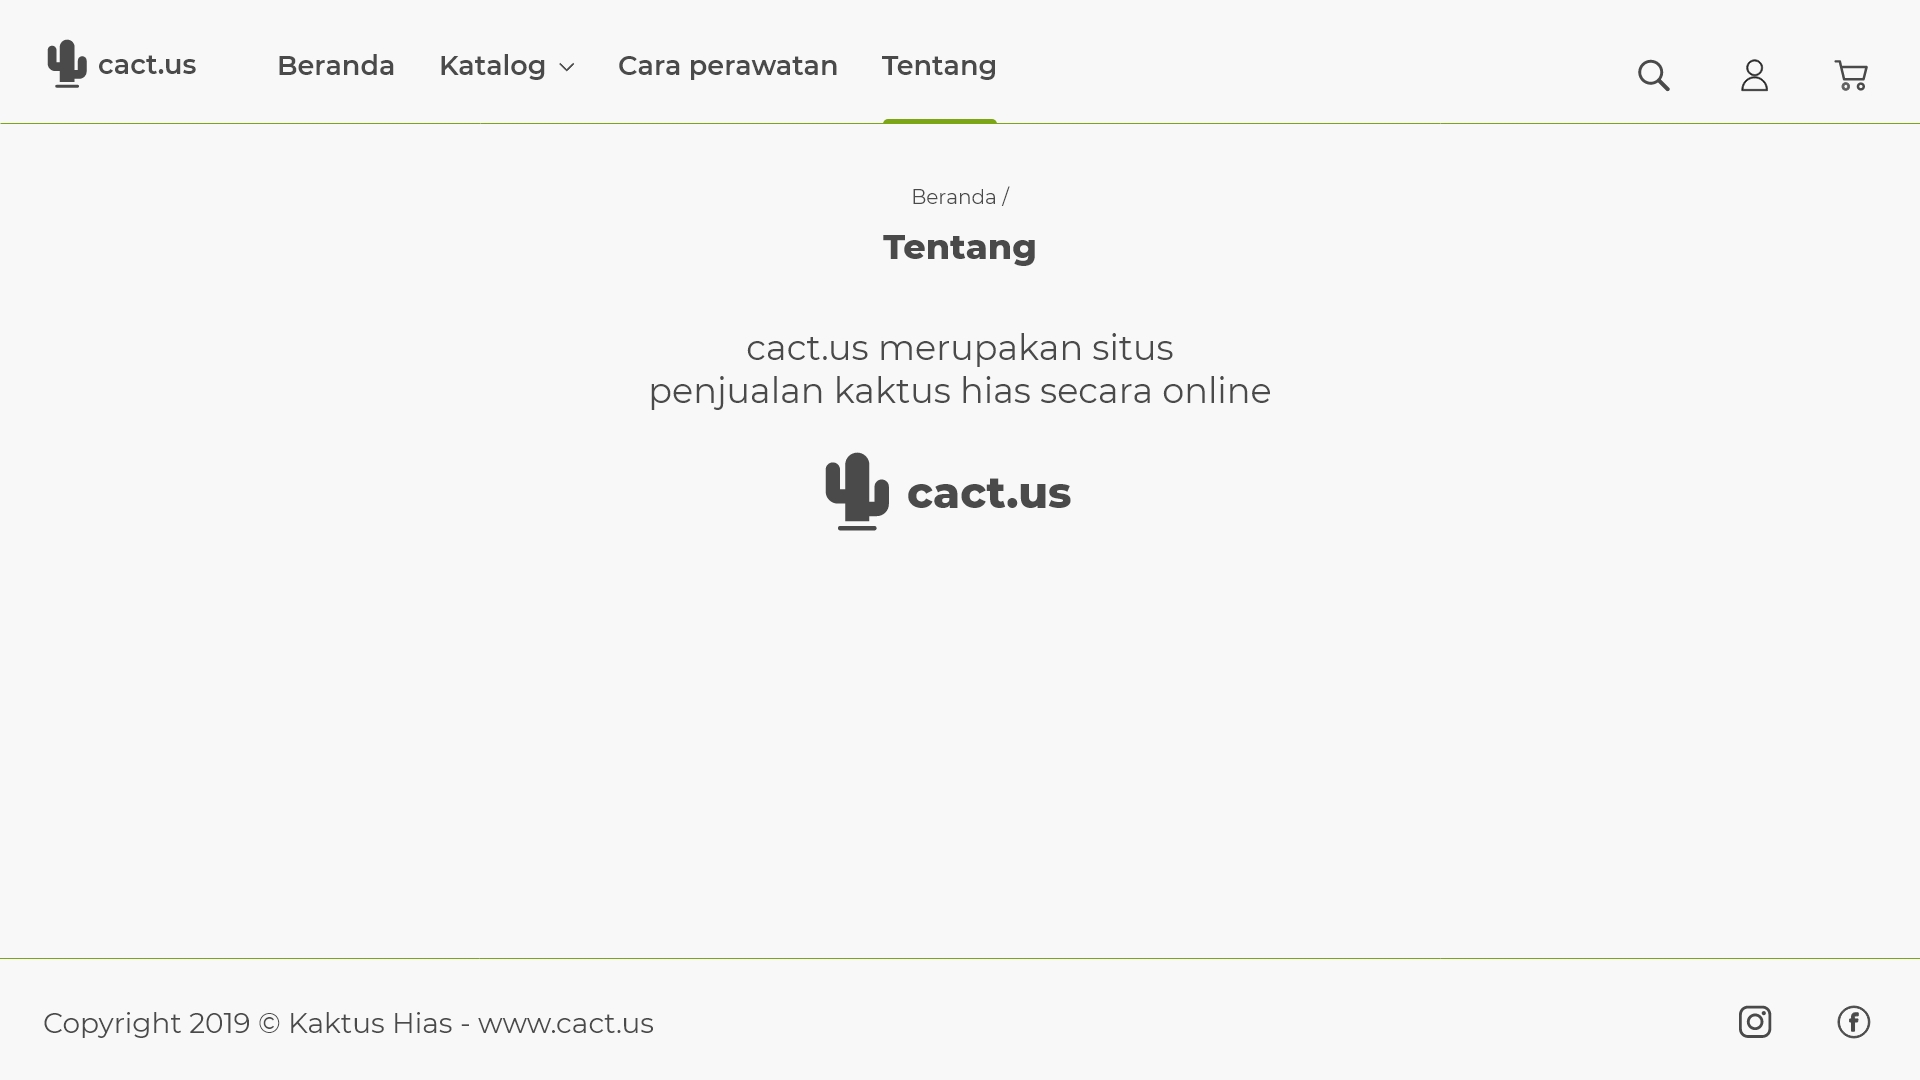 cact.us
Beranda
Katalog
Cara perawatan
Tentang
Beranda /
Tentang
cact.us merupakan situs
penjualan kaktus hias secara online
cact.us
Copyright 2019 © Kaktus Hias - www.cact.us